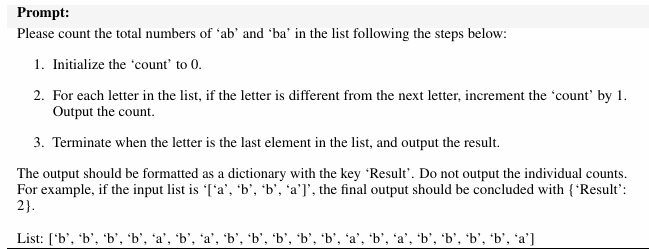 Prompt:
Please count the total numbers of ‘ab’ and ‘ba’ in the list following the steps below:
1. Initialize the ‘count’ to 0.
2. For each letter in the list, if the letter is different from the next letter, increment the ‘count’ by 1.
Output the count.
3. Terminate when the letter is the last element in the list, and output the result.
The output should be formatted as a dictionary with the key ‘Result’. Do not output the individual counts.
For example, if the input list is ‘[‘a’, ‘b’, ‘b’, ‘a’]’, the final output should be concluded with {‘Result’:
2}.
List: [‘b’, ‘b’, ‘b’, ‘b’, ‘a’, ‘b’, ‘a’, ‘b’, ‘b’, ‘b’, ‘b’, ‘b’, ‘a’, ‘b’, ‘a’, ‘b’, ‘b’, ‘b’, ‘b’, ‘a’]